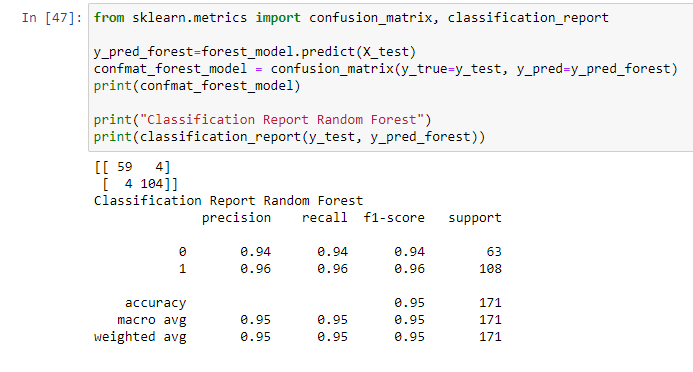 In [47]: from sklearn.metrics import confusion_matrix, classification_report
y_pred_forest=forest_model.predict(X_test)
confmat_forest_model = confusion_matrix(y_true=y_test, y_pred=y_pred_forest)
print(confmat_forest_model)
print("Classification Report Random Forest")
print(classification_report(y_test, y_pred_forest))
[[ 59   4]
 [  4 104]]
Classification Report Random Forest
              precision    recall  f1-score   support
           0       0.94      0.94      0.94        63
           1       0.96      0.96      0.96       108
    accuracy                           0.95       171
   macro avg       0.95      0.95      0.95       171
weighted avg       0.95      0.95      0.95       171